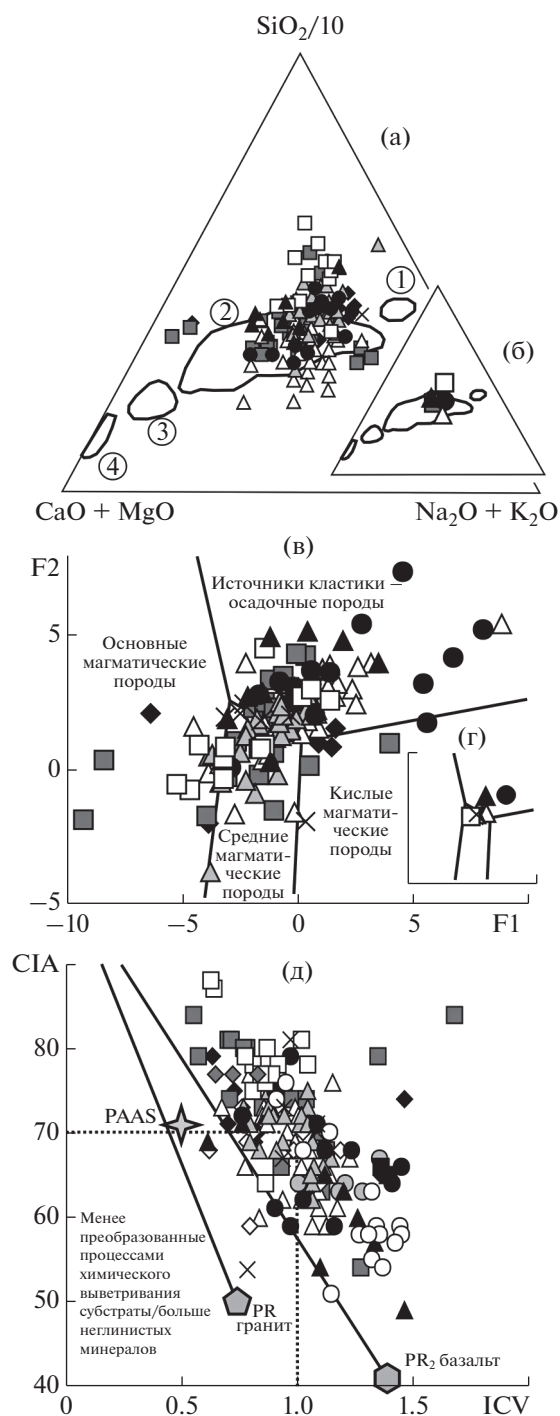 SiO₂/10
(а)
1
2
(б)
3
4
CaO + MgO
Na₂O + K₂O
(в)
F2
Источники кластики –
осадочные породы
Основные
магматические
породы
5
0
(г)
Кислые
магмати-
ческие
породы
Средние
магмати-
ческие
породы
−5
−10
−5
0
5
F1
CIA
(д)
80
PAAS
70
60
Менее
преобразованные
процессами
химического
выветривания
субстраты/больше
неглинистых
минералов
50
PR
гранит
PR₂ базальт
40
0
0.5
1.0
1.5
ICV